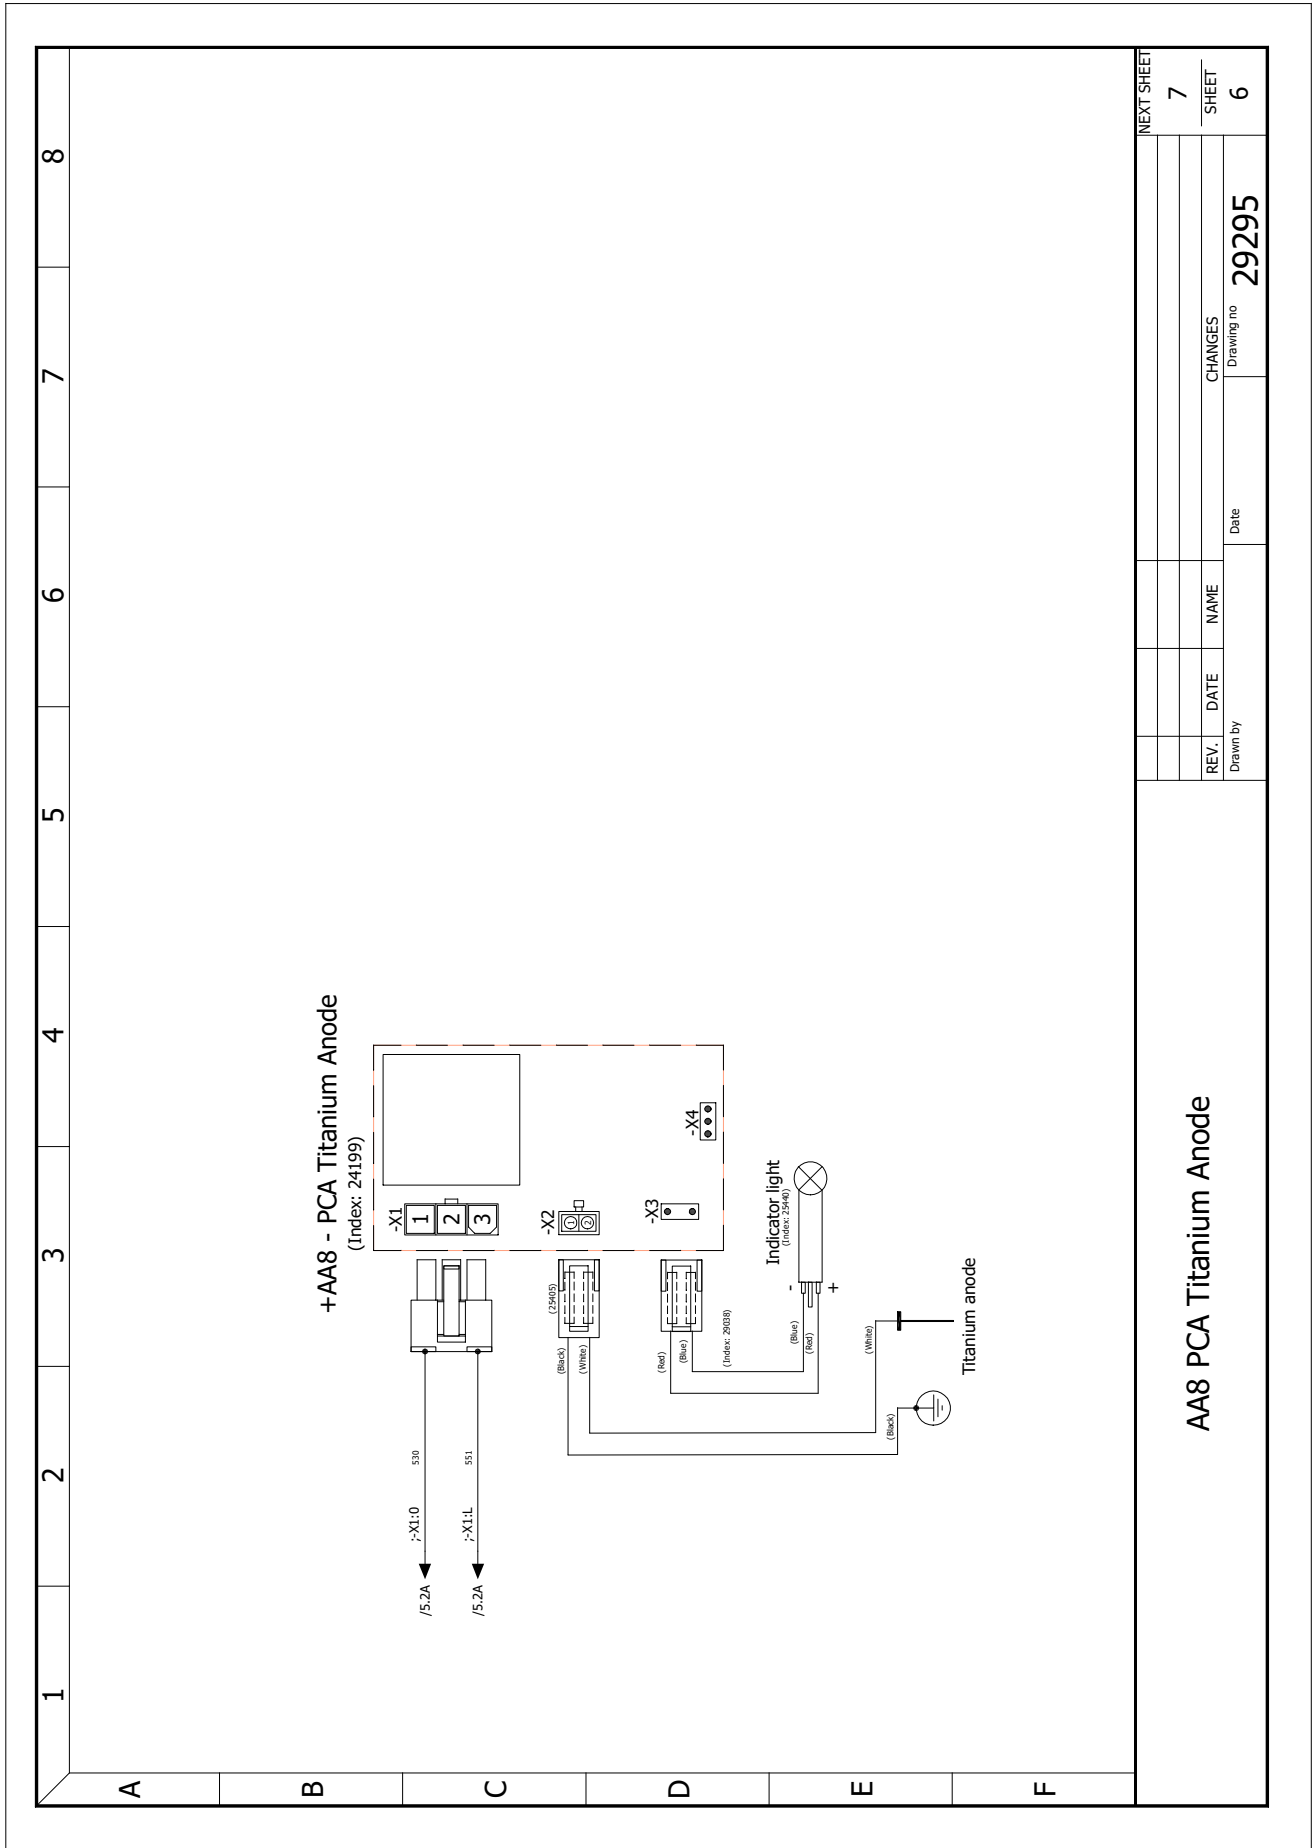 1
2
3
4
5
6
7
8
A
B
C
D
E
F
+AA8 - PCA Titanium Anode
(Index: 24199)
-X1
1
2
3
/5.2A
;-X1:0
530
/5.2A
;-X1:L
551
-X2
1
2
(25405)
(Black)
(White)
-X3
-X4
(Red)
(Blue)
(Index: 29038)
Indicator light
(Index: 25440)
-
+
(Blue)
(Red)
(White)
(Black)
Titanium anode
AA8 PCA Titanium Anode
REV.
DATE
NAME
CHANGES
Drawn by
Date
Drawing no
29295
NEXT SHEET
7
SHEET
6